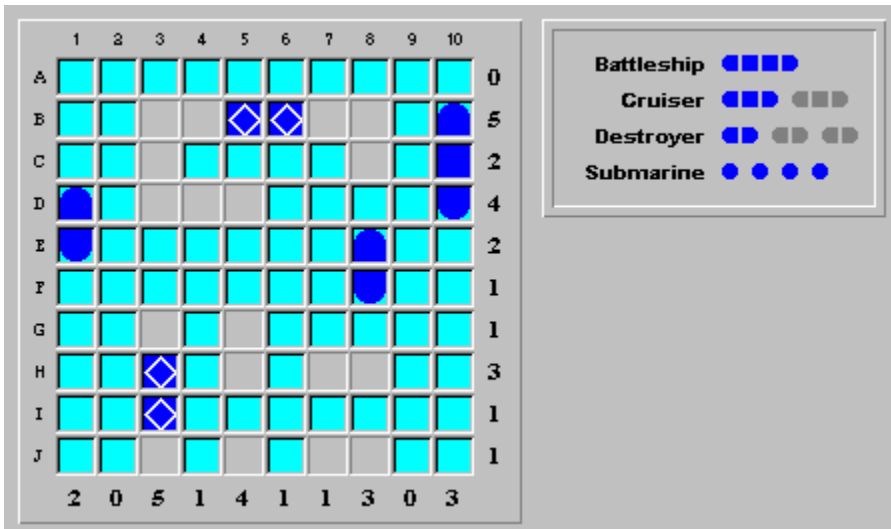 1 2 3 4 5 6 7 8 9 10
A 0
B 5
C 2
D 4
E 2
F 1
G 1
H 3
I 1
J 1
2 0 5 1 4 1 1 3 0 3
Battleship
Cruiser
Destroyer
Submarine